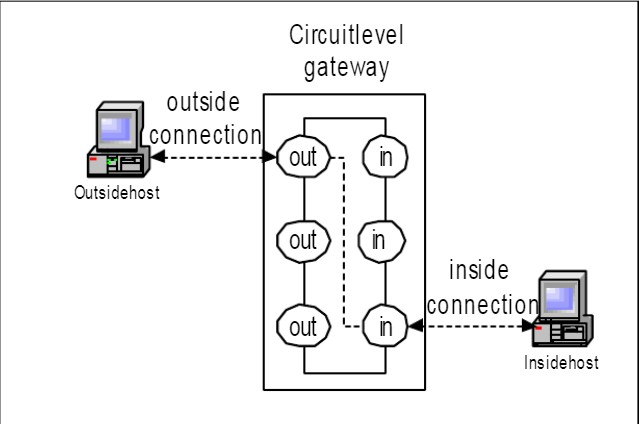 Circuitlevel
gateway
outside
connection
Outsidehost
out
in
out
in
out
in
inside
connection
Insidehost